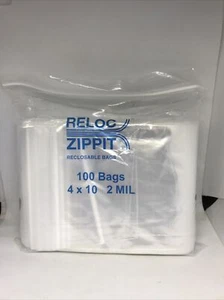 RELOC
ZIPPIT
RECLOSABLE BAGS
100 Bags
4 x 10 2 MIL